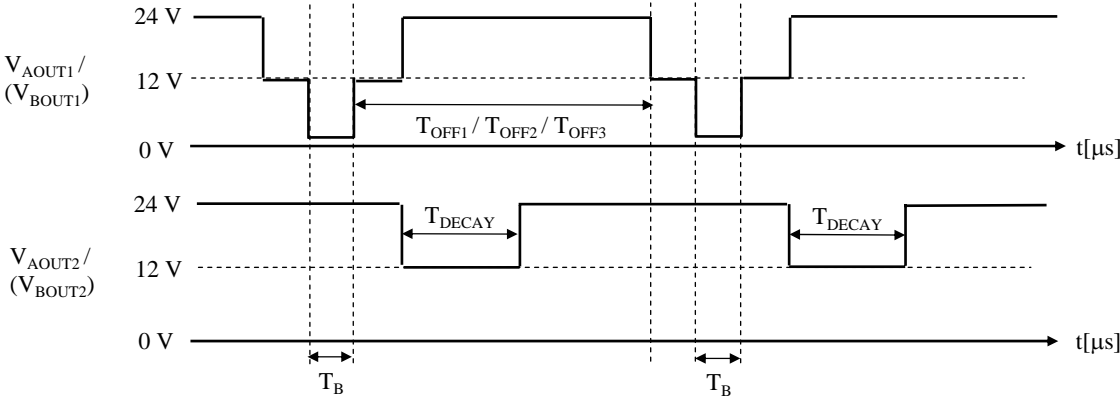 24 V
V_AOUT1 /
(V_BOUT1)
12 V
T_OFF1 / T_OFF2 / T_OFF3
0 V
t[μs]
24 V
T_DECAY
T_DECAY
V_AOUT2 /
(V_BOUT2)
12 V
0 V
t[μs]
T_B
T_B